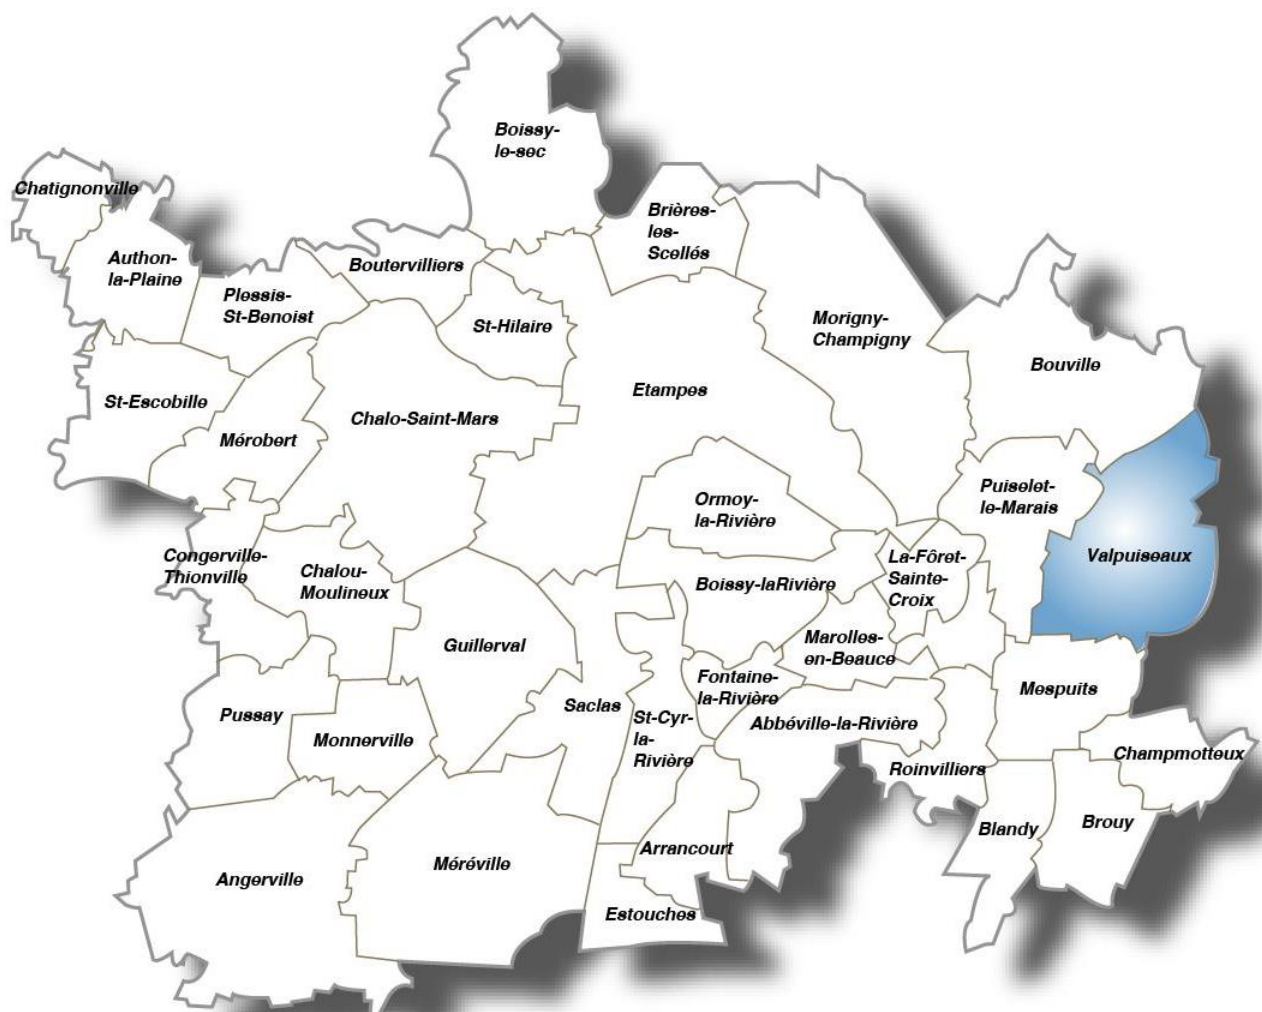 Boissy-
le-sec
Chatignonville
Brières-
les-
Scellés
Authon-
la-Plaine
Boutervilliers
Plessis-
St-Benoist
St-Hilaire
Morigny-
Champigny
Bouville
St-Escobille
Mérobert
Chalo-Saint-Mars
Etampes
Puiselet-
le-Marais
Ormoy-
la-Rivière
Valpuiseaux
Congerville-
Thionville
Chalou-
Moulineux
Boissy-laRivière
La-Fôret-
Sainte-
Croix
Guillerval
Marolles-
en-Beauce
Fontaine-
la-Rivière
Mespuits
Pussay
Monnerville
Saclas
St-Cyr-
la-
Rivière
Abbéville-la-Rivière
Roinvilliers
Champmotteux
Blandy
Brouy
Angerville
Méréville
Arrancourt
Estouches